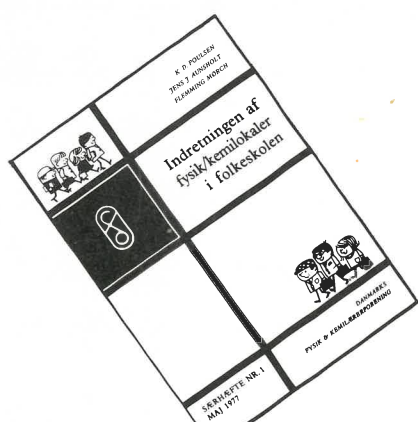 K. D. POULSEN
JENS J. AUNSHOLT
FLEMMING MØRCH
Indretningen af
fysik/kemilokaler
i folkeskolen
DANMARKS
FYSIK & KEMILÆRERFORENING
SÆRHÆFTE NR. 1
MAJ 1977